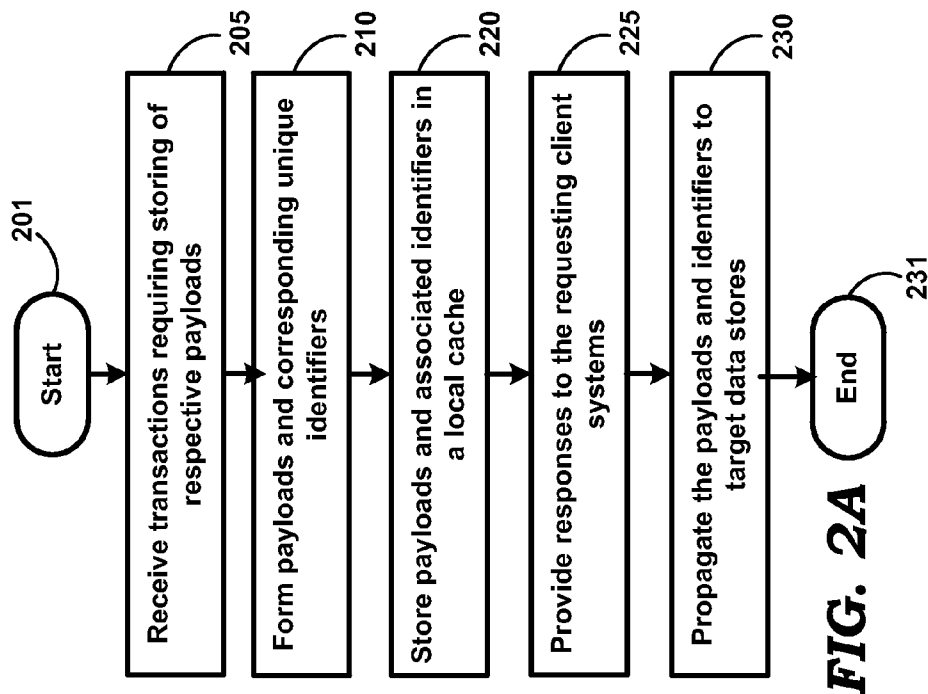 Start
201
Receive transactions requiring storing of
respective payloads
205
Form payloads and corresponding unique
identifiers
210
Store payloads and associated identifiers in
a local cache
220
Provide responses to the requesting client
systems
225
Propagate the payloads and identifiers to
target data stores
230
End
231
FIG. 2A